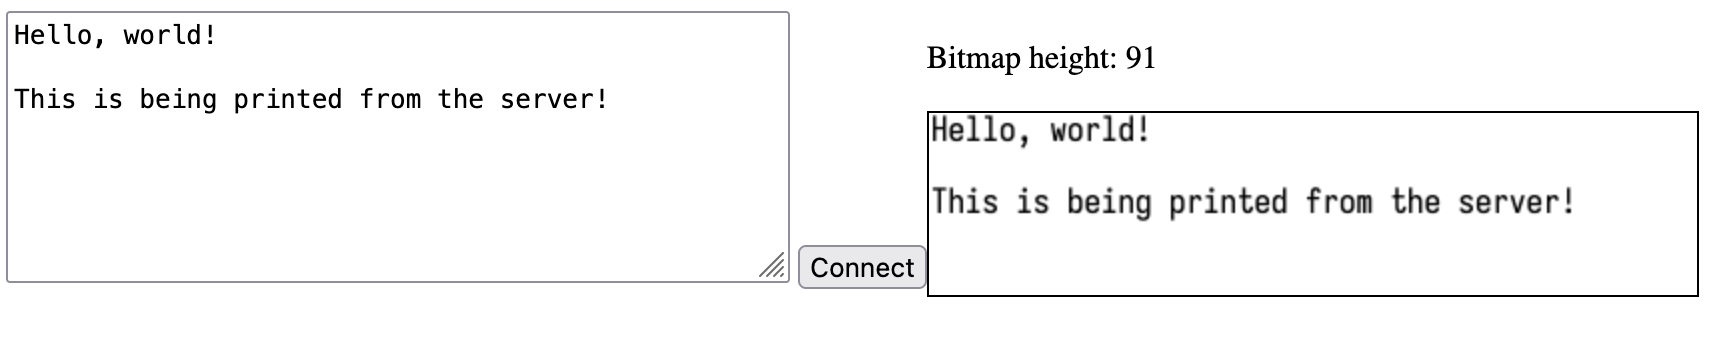 Hello, world!
This is being printed from the server!
Connect
Bitmap height: 91
Hello, world!
This is being printed from the server!